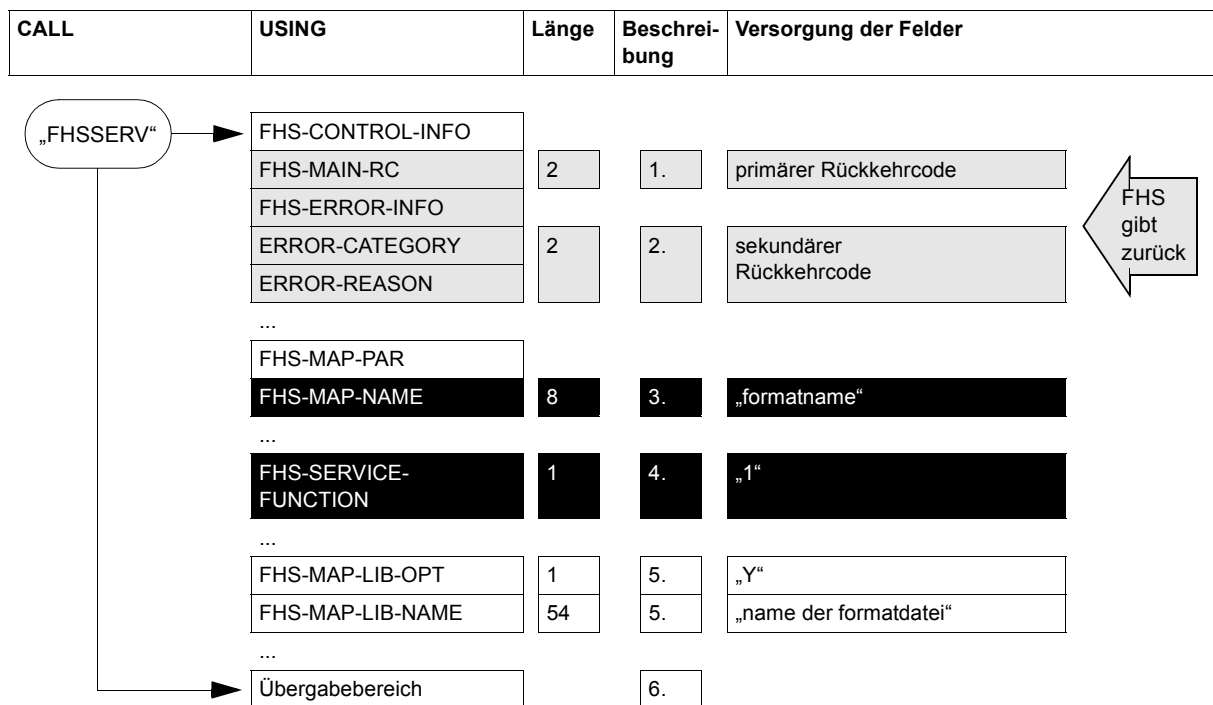 CALL USING Länge Beschrei- Versorgung der Felder
bung
„FHSSERV“ FHS-CONTROL-INFO
FHS-MAIN-RC 2 1. primärer Rückkehrcode
FHS-ERROR-INFO
ERROR-CATEGORY 2 2. sekundärer
Rückkehrcode
ERROR-REASON
FHS
gibt
zurück
...
FHS-MAP-PAR
FHS-MAP-NAME 8 3. „formatname“
...
FHS-SERVICE- 1 4. „1“
FUNCTION
...
FHS-MAP-LIB-OPT 1 5. „Y“
FHS-MAP-LIB-NAME 54 5. „name der formatdatei“
...
Übergabebereich 6.